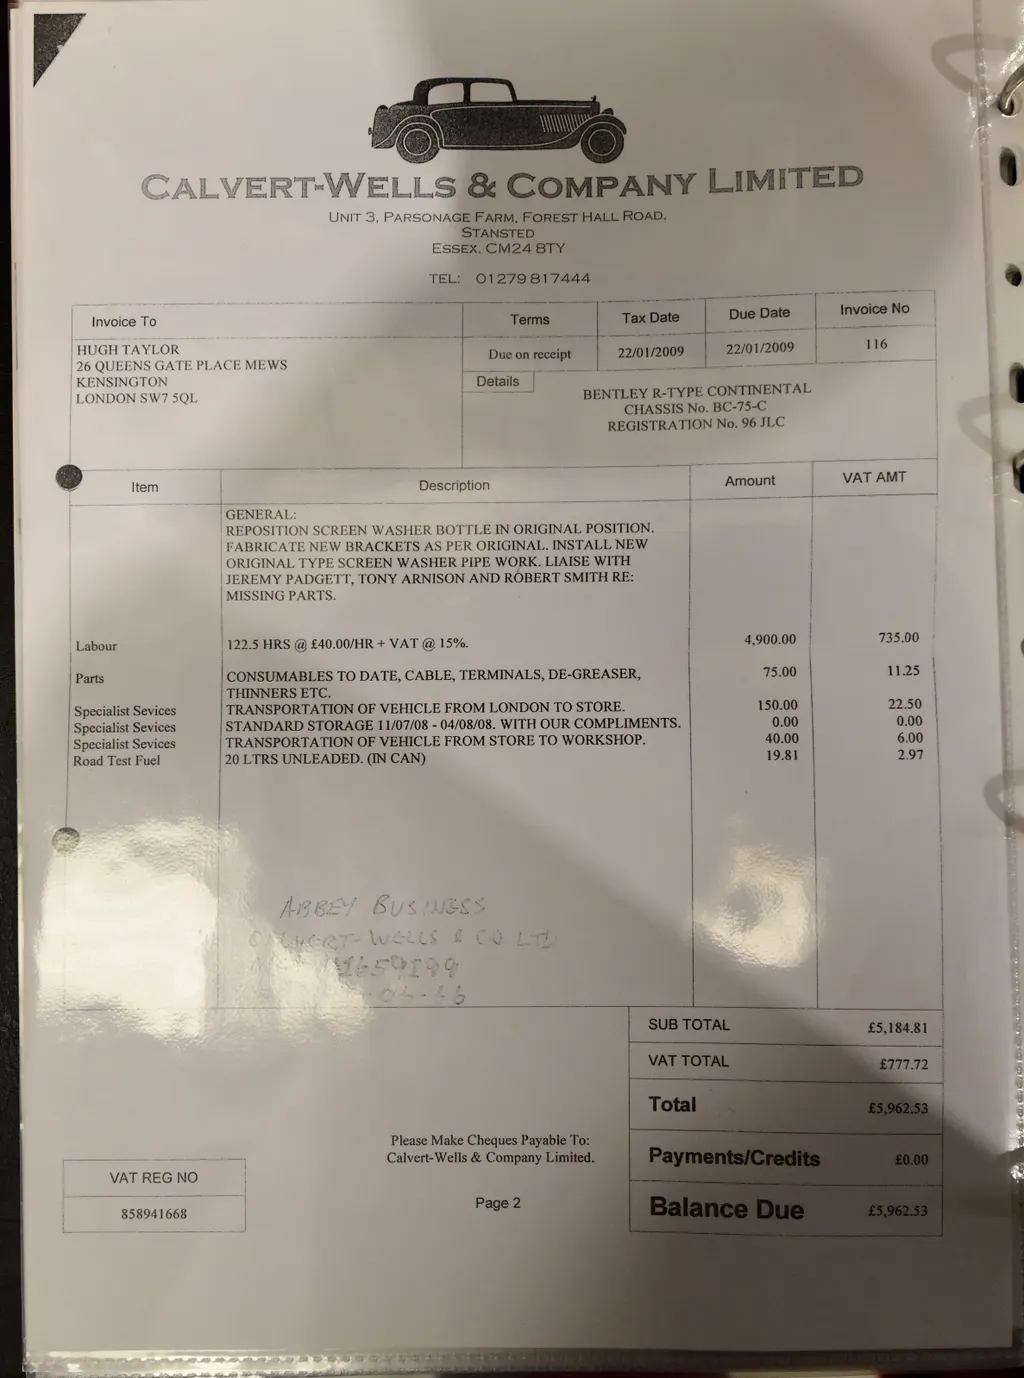 CALVERT-WELLS & COMPANY LIMITED
UNIT 3, PARSONAGE FARM, FOREST HALL ROAD,
STANSTED
ESSEX, CM24 8TY
TEL: 01279 817444
Invoice To
Terms
Tax Date
Due Date
Invoice No
HUGH TAYLOR
26 QUEENS GATE PLACE MEWS
KENSINGTON
LONDON SW7 5QL
Due on receipt
22/01/2009
22/01/2009
116
Details
BENTLEY R-TYPE CONTINENTAL
CHASSIS No. BC-75-C
REGISTRATION No. 96 JLC
Item Description Amount VAT AMT
GENERAL:
REPOSITION SCREEN WASHER BOTTLE IN ORIGINAL POSITION.
FABRICATE NEW BRACKETS AS PER ORIGINAL. INSTALL NEW
ORIGINAL TYPE SCREEN WASHER PIPE WORK. LIAISE WITH
JEREMY PADGETT, TONY ARNISON AND ROBERT SMITH RE:
MISSING PARTS.
Labour 122.5 HRS @ £40.00/HR + VAT @ 15%. 4,900.00 735.00
Parts CONSUMABLES TO DATE, CABLE, TERMINALS, DE-GREASER, 75.00 11.25
THINNERS ETC.
Specialist Sevices TRANSPORTATION OF VEHICLE FROM LONDON TO STORE. 150.00 22.50
Specialist Sevices STANDARD STORAGE 11/07/08 - 04/08/08. WITH OUR COMPLIMENTS. 0.00 0.00
Specialist Sevices TRANSPORTATION OF VEHICLE FROM STORE TO WORKSHOP. 40.00 6.00
Road Test Fuel 20 LTRS UNLEADED. (IN CAN) 19.81 2.97
ABBEY BUSINESS
CALVERT-WELLS & CO LTD
SUB TOTAL £5,184.81
VAT TOTAL £777.72
Total £5,962.53
Payments/Credits £0.00
Balance Due £5,962.53
Please Make Cheques Payable To:
Calvert-Wells & Company Limited.
Page 2
VAT REG NO
858941668